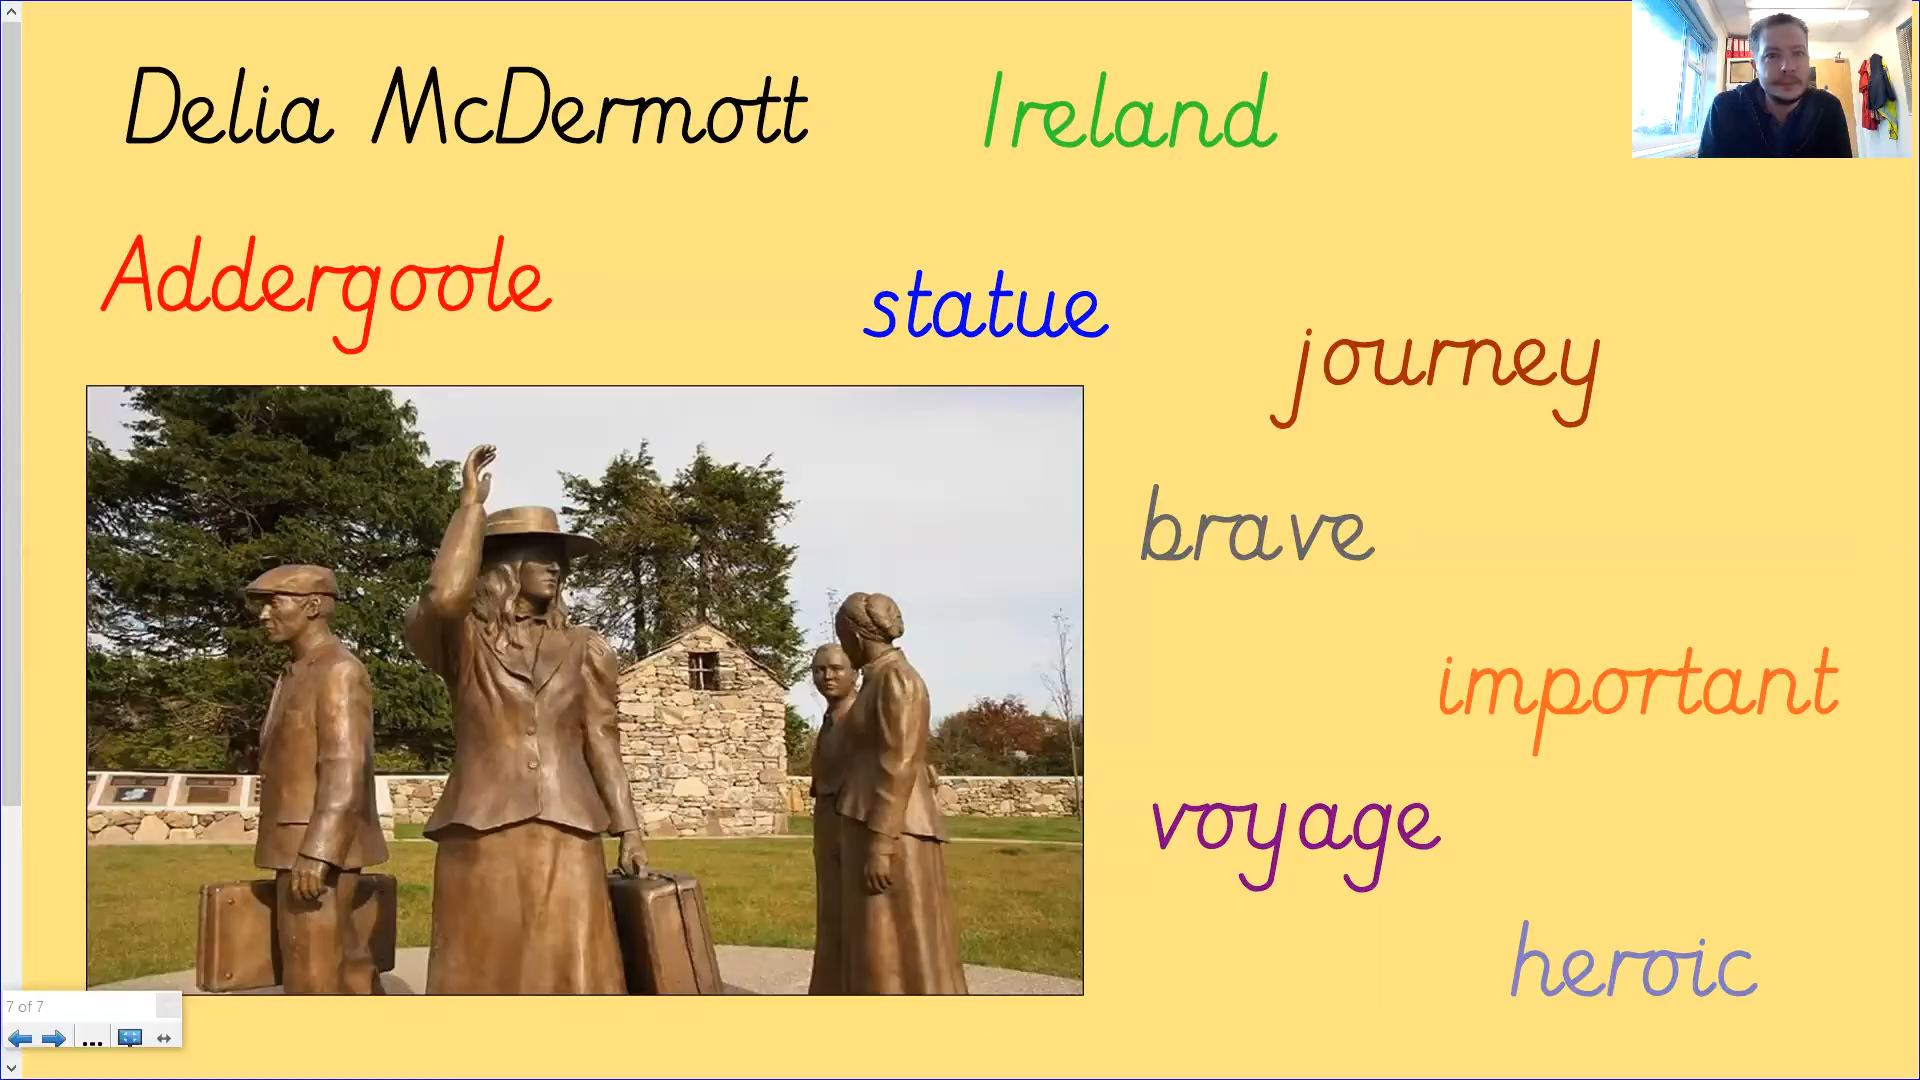 Delia McDermott
Ireland
Addergoole
statue
journey
brave
important
voyage
heroic
7 of 7